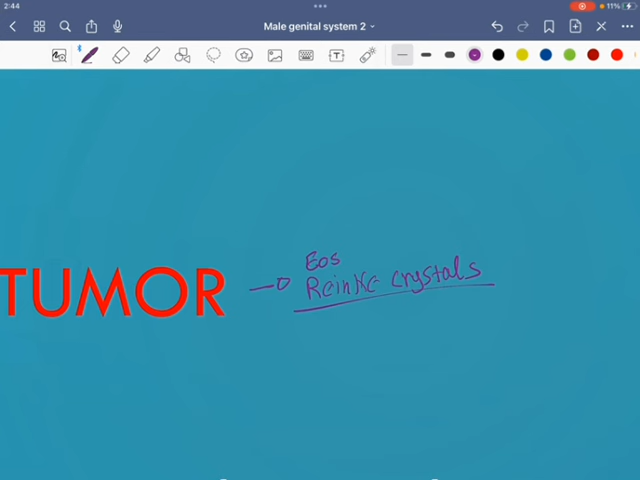 2:44
11%
Male genital system 2
TUMOR
Eos
Reinke crystals